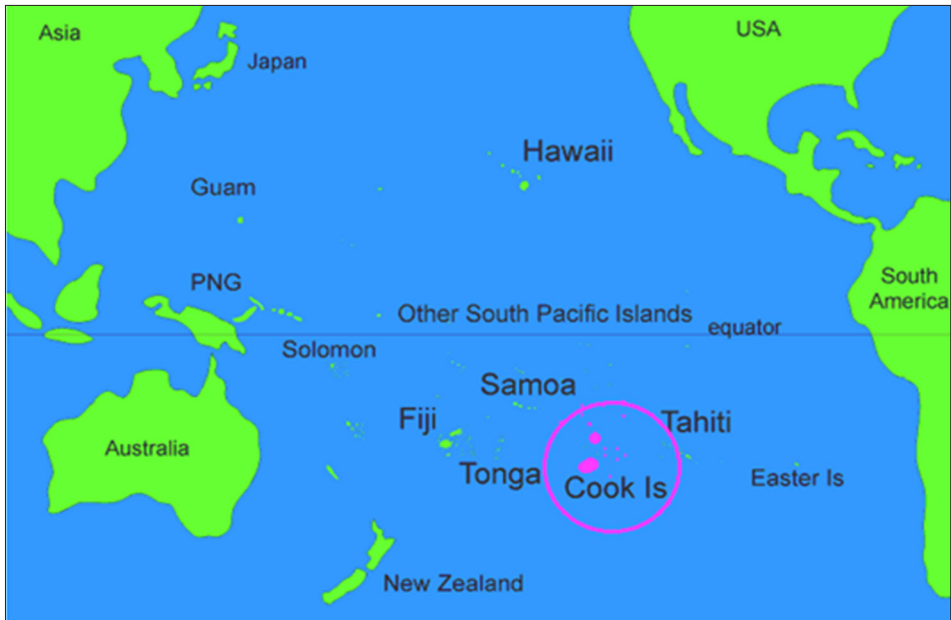 Asia
USA
Japan
Hawaii
Guam
PNG
South
America
Other South Pacific Islands
equator
Solomon
Samoa
Fiji
Tahiti
Australia
Tonga
Cook Is
Easter Is
New Zealand